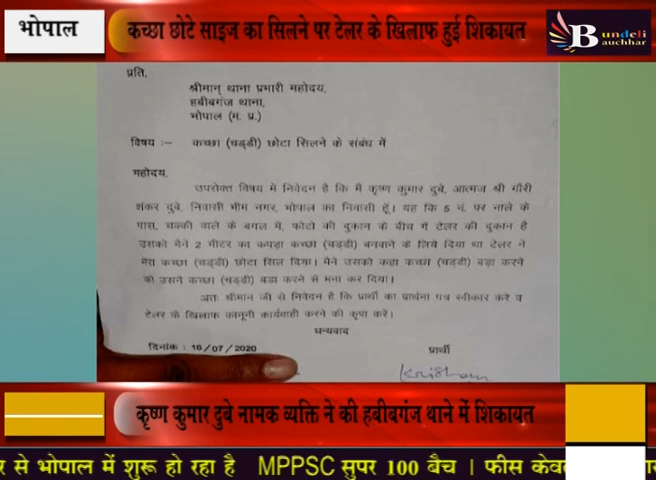 भोपाल
कच्छा छोटे साइज का सिलने पर टेलर के खिलाफ हुई शिकायत
Bundeli
Bauchhar
प्रति,
श्रीमान् थाना प्रभारी महोदय,
हबीबगंज थाना,
भोपाल (म. प्र.)
विषय :– कच्छा (चड्डी) छोटा सिलने के संबंध में
महोदय,
उपरोक्त विषय में निवेदन है कि मैं कृष्ण कुमार दुबे, आत्मज श्री गौरी
शंकर दुबे, निवासी भीम नगर, भोपाल का निवासी हूँ। यह कि 5 नं. पर नाले के
पास, चक्की वाले के बगल में, फोटो की दुकान के बीच में टेलर की दुकान है
उसको मैनें 2 मीटर का कपड़ा कच्छा (चड्डी) बनवाने के लिये दिया था टेलर ने
मेरा कच्छा (चड्डी) छोटा सिल दिया। मैंने उसको कहा कच्छा (चड्डी) बड़ा करने
को उसने कच्छा (चड्डी) बड़ा करने से मना कर दिया।
अतः श्रीमान जी से निवेदन है कि प्रार्थी का प्रार्थना पत्र स्वीकार करें व
टेलर के खिलाफ कानूनी कार्यवाही करने की कृपा करें।
धन्यवाद
दिनांक : 16/07/2020 प्रार्थी
Krishan
कृष्ण कुमार दुबे नामक व्यक्ति ने की हबीबगंज थाने में शिकायत
र से भोपाल में शुरू हो रहा है MPPSC सुपर 100 बैच । फीस केव